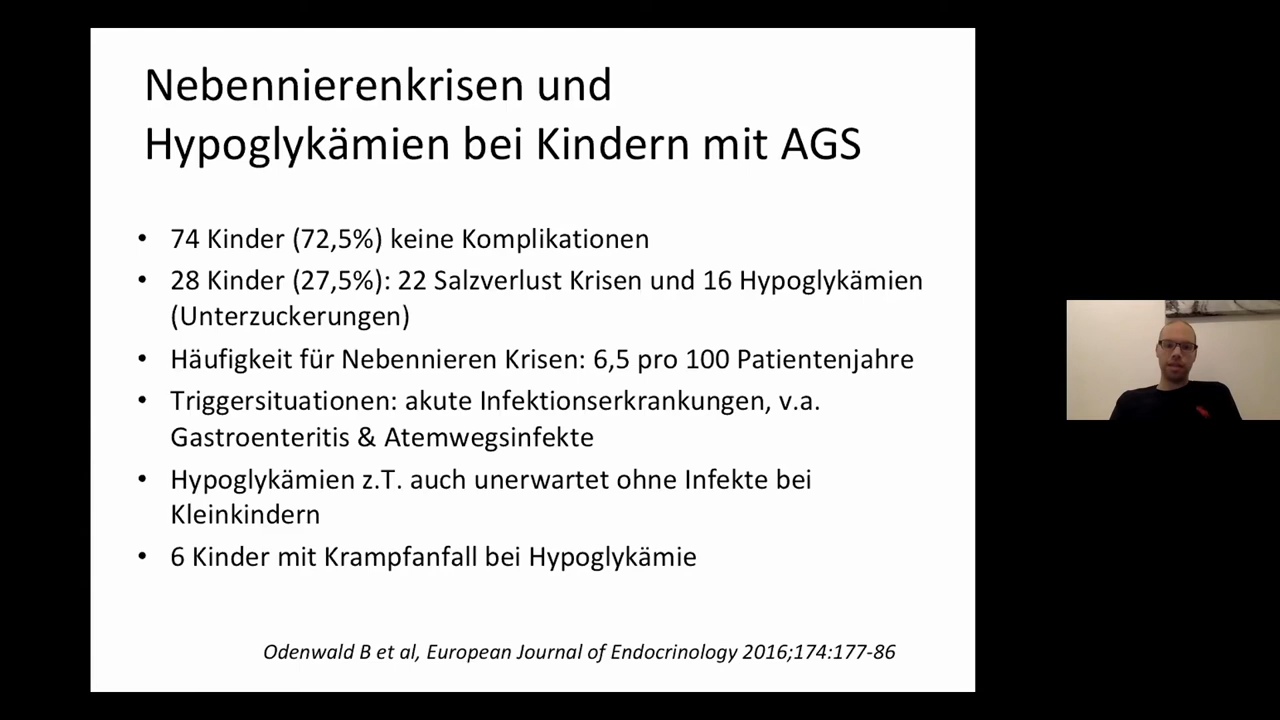 Nebennierenkrisen und
Hypoglykämien bei Kindern mit AGS
• 74 Kinder (72,5%) keine Komplikationen
• 28 Kinder (27,5%): 22 Salzverlust Krisen und 16 Hypoglykämien
(Unterzuckerungen)
• Häufigkeit für Nebennieren Krisen: 6,5 pro 100 Patientenjahre
• Triggersituationen: akute Infektionserkrankungen, v.a.
Gastroenteritis & Atemwegsinfekte
• Hypoglykämien z.T. auch unerwartet ohne Infekte bei
Kleinkindern
• 6 Kinder mit Krampfanfall bei Hypoglykämie
Odenwald B et al, European Journal of Endocrinology 2016;174:177-86